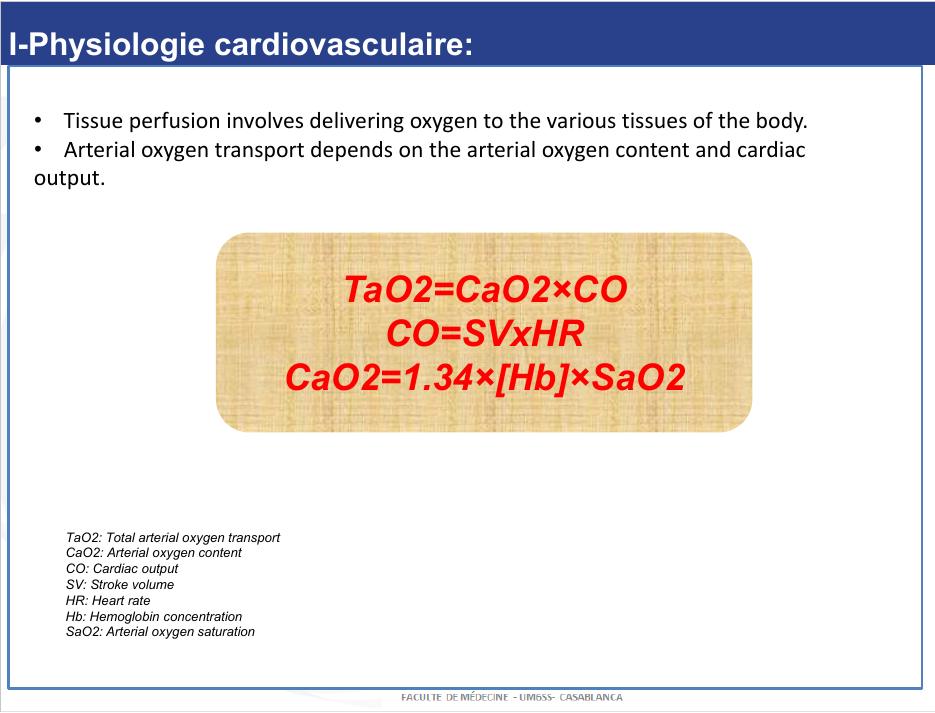 I-Physiologie cardiovasculaire:
• Tissue perfusion involves delivering oxygen to the various tissues of the body.
• Arterial oxygen transport depends on the arterial oxygen content and cardiac
output.
TaO2=CaO2×CO
CO=SVxHR
CaO2=1.34×[Hb]×SaO2
TaO2: Total arterial oxygen transport
CaO2: Arterial oxygen content
CO: Cardiac output
SV: Stroke volume
HR: Heart rate
Hb: Hemoglobin concentration
SaO2: Arterial oxygen saturation
FACULTE DE MÉDECINE - UM6SS- CASABLANCA